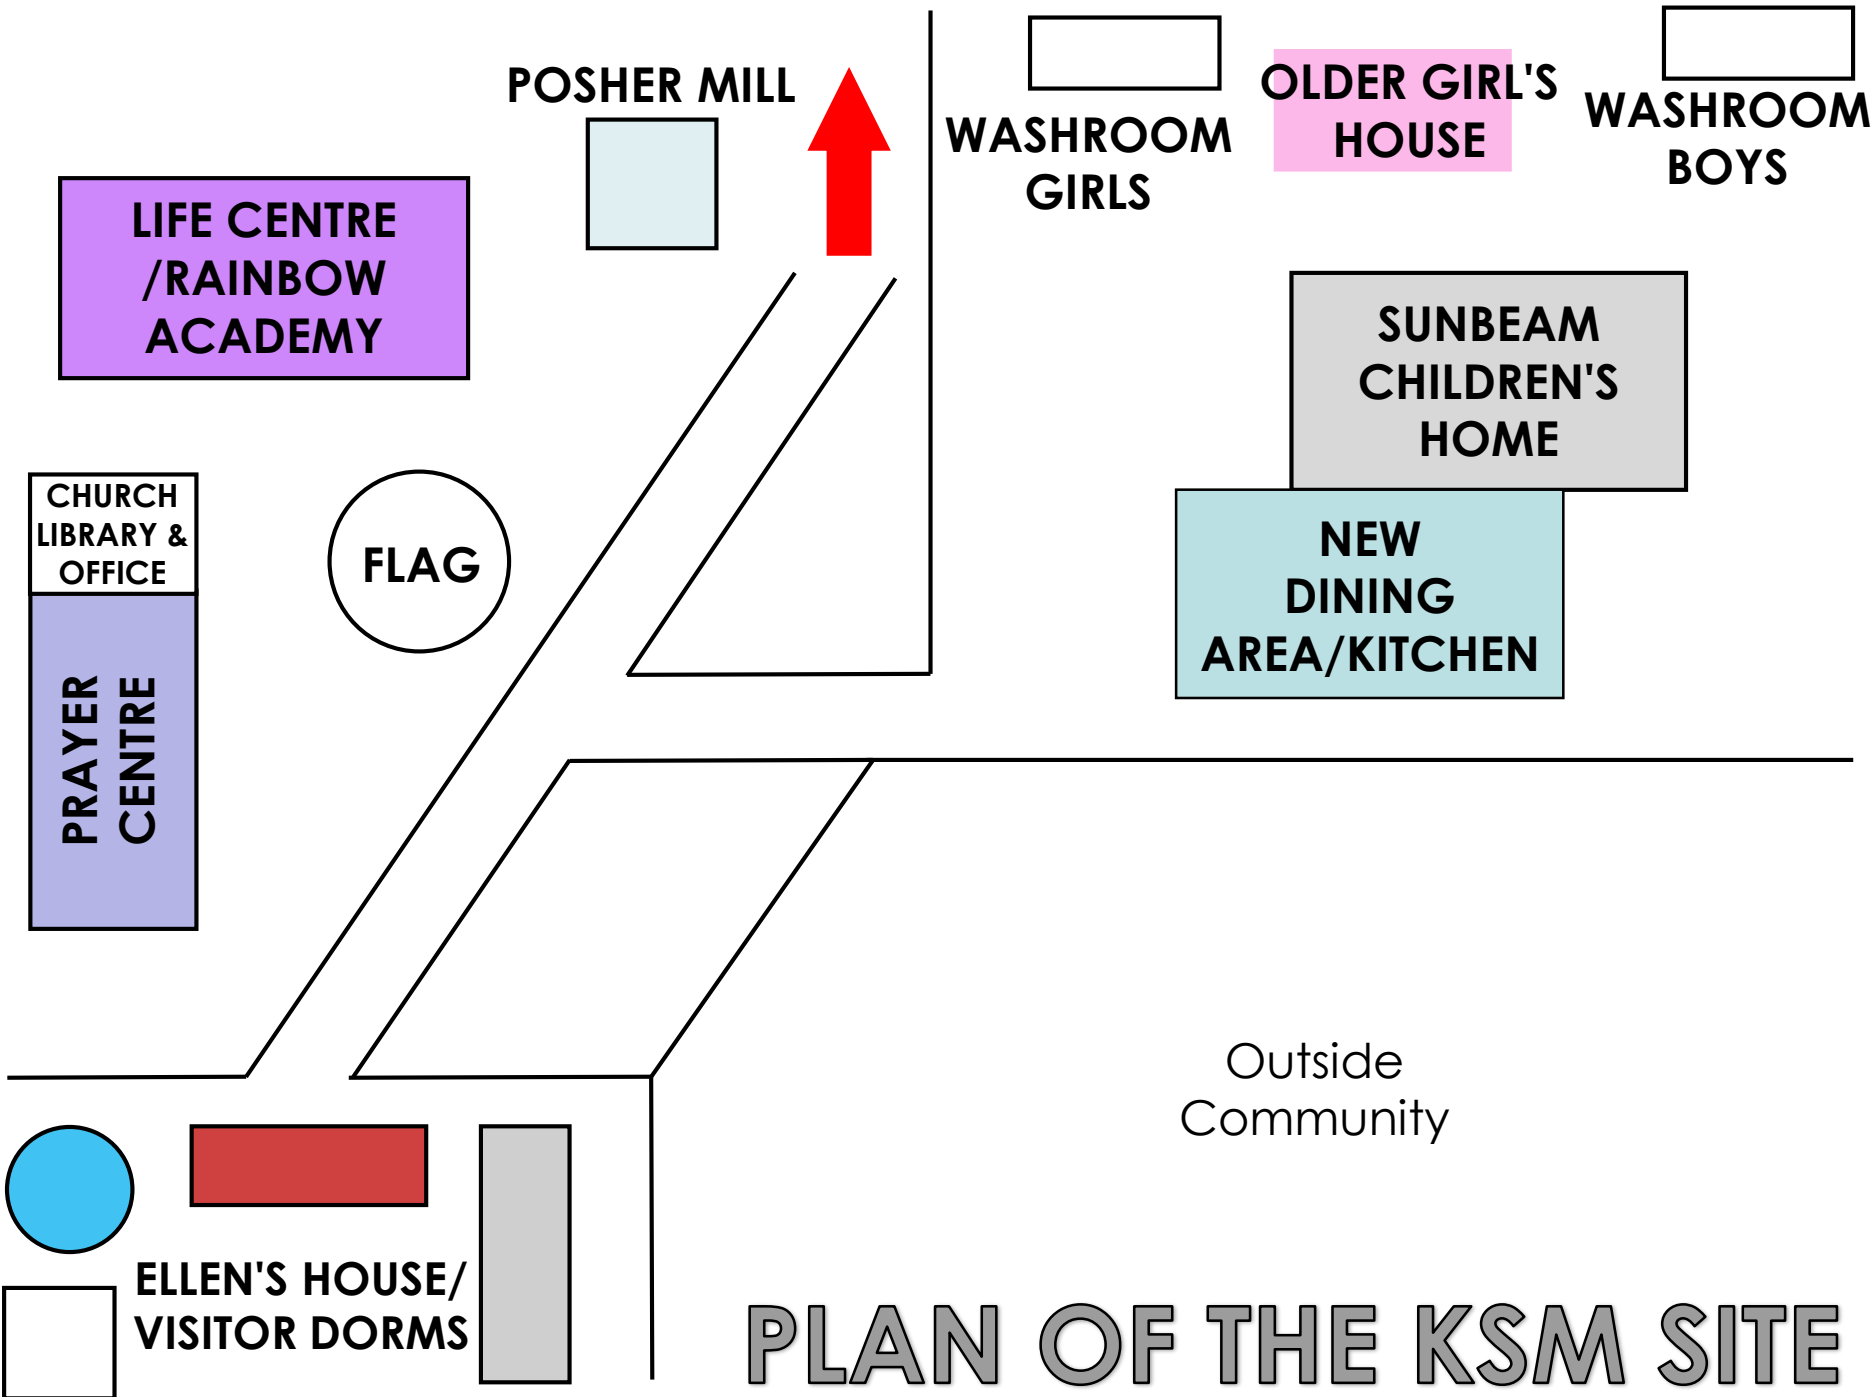 POSHER MILL
WASHROOM
GIRLS
OLDER GIRL'S
HOUSE
WASHROOM
BOYS
LIFE CENTRE
/RAINBOW
ACADEMY
SUNBEAM
CHILDREN'S
HOME
CHURCH
LIBRARY &
OFFICE
FLAG
NEW
DINING
AREA/KITCHEN
PRAYER
CENTRE
Outside
Community
ELLEN'S HOUSE/
VISITOR DORMS
PLAN OF THE KSM SITE